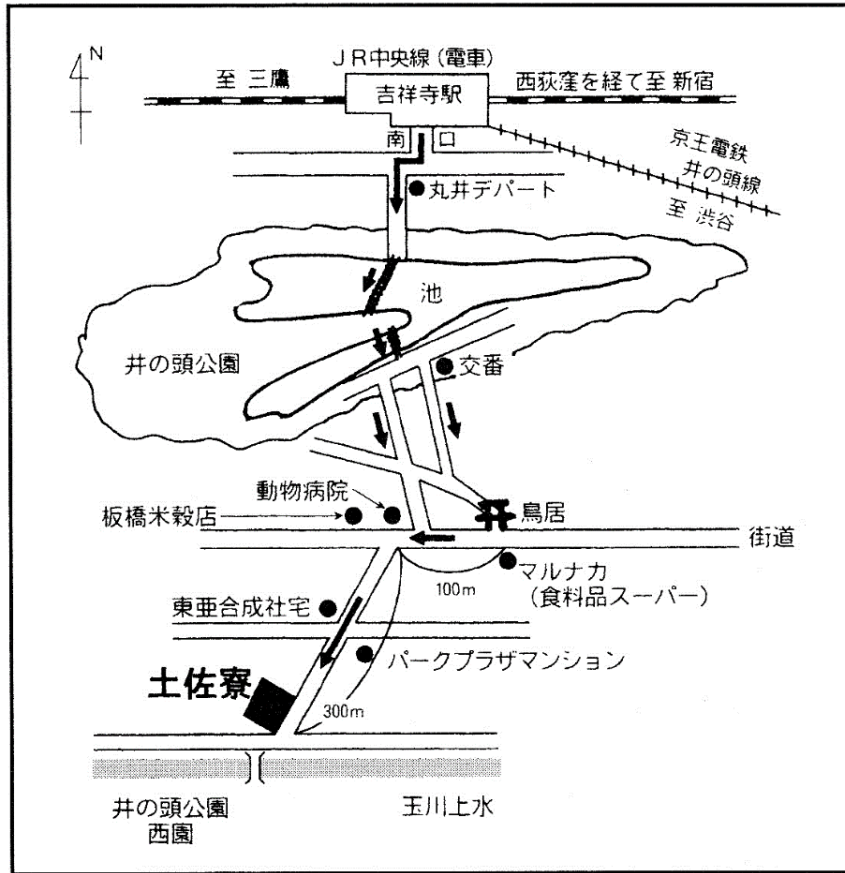 N
JR中央線(電車)
至 三鷹
吉祥寺駅
西荻窪を経て至 新宿
南 口
京王電鉄
井の頭線
至 渋谷
丸井デパート
池
井の頭公園
交番
動物病院
板橋米穀店
鳥居
街道
マルナカ
(食料品スーパー)
100m
東亜合成社宅
パークプラザマンション
土佐寮
300m
井の頭公園
西園
玉川上水